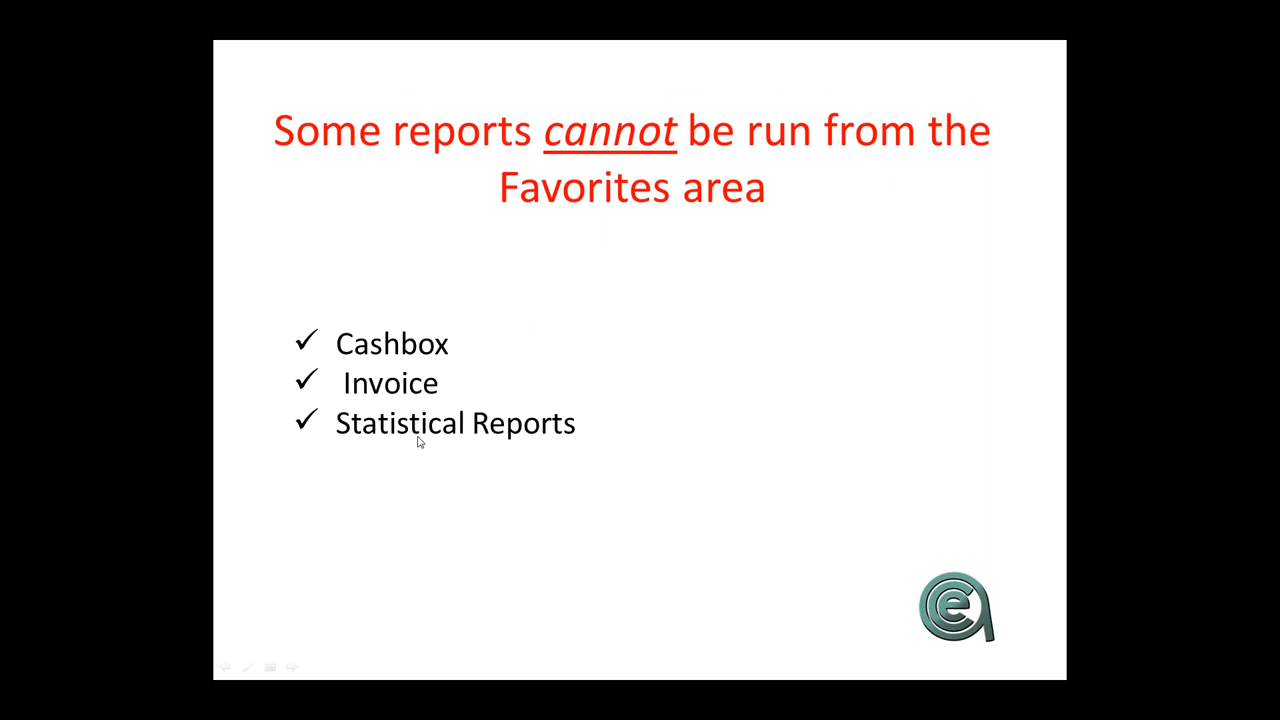 Some reports cannot be run from the
Favorites area
Cashbox
Invoice
Statistical Reports